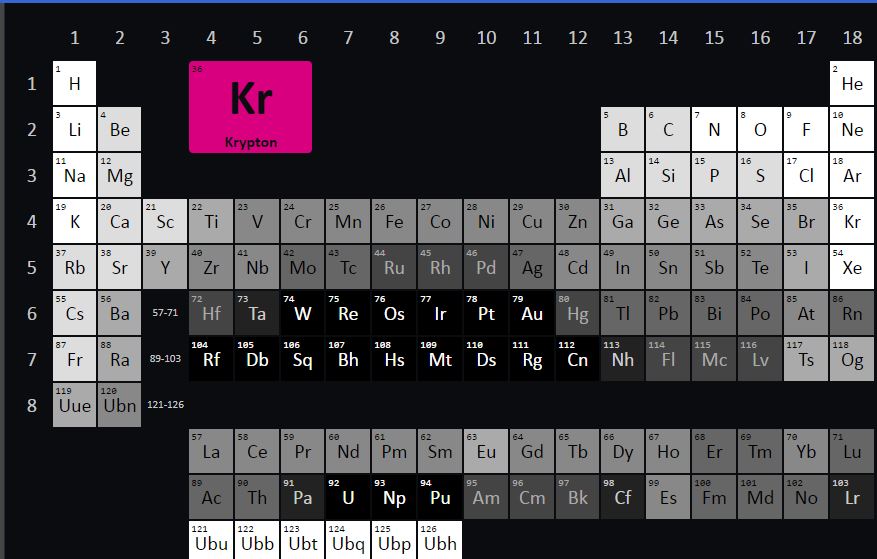 1 2 3 4 5 6 7 8 9 10 11 12 13 14 15 16 17 18
36
Kr
Krypton
1 1 H 2 He
2 3 Li 4 Be 5 B 6 C 7 N 8 O 9 F 10 Ne
3 11 Na 12 Mg 13 Al 14 Si 15 P 16 S 17 Cl 18 Ar
4 19 K 20 Ca 21 Sc 22 Ti 23 V 24 Cr 25 Mn 26 Fe 27 Co 28 Ni 29 Cu 30 Zn 31 Ga 32 Ge 33 As 34 Se 35 Br 36 Kr
5 37 Rb 38 Sr 39 Y 40 Zr 41 Nb 42 Mo 43 Tc 44 Ru 45 Rh 46 Pd 47 Ag 48 Cd 49 In 50 Sn 51 Sb 52 Te 53 I 54 Xe
6 55 Cs 56 Ba 57-71 72 Hf 73 Ta 74 W 75 Re 76 Os 77 Ir 78 Pt 79 Au 80 Hg 81 Tl 82 Pb 83 Bi 84 Po 85 At 86 Rn
7 87 Fr 88 Ra 89-103 104 Rf 105 Db 106 Sq 107 Bh 108 Hs 109 Mt 110 Ds 111 Rg 112 Cn 113 Nh 114 Fl 115 Mc 116 Lv 117 Ts 118 Og
8 119 Uue 120 Ubn 121-126
57 La 58 Ce 59 Pr 60 Nd 61 Pm 62 Sm 63 Eu 64 Gd 65 Tb 66 Dy 67 Ho 68 Er 69 Tm 70 Yb 71 Lu
89 Ac 90 Th 91 Pa 92 U 93 Np 94 Pu 95 Am 96 Cm 97 Bk 98 Cf 99 Es 100 Fm 101 Md 102 No 103 Lr
121 Ubu 122 Ubb 123 Ubt 124 Ubq 125 Ubp 126 Ubh